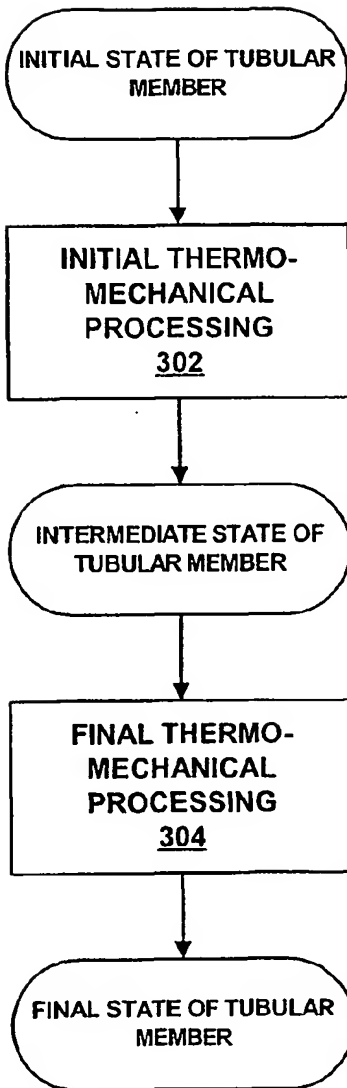 INITIAL STATE OF TUBULAR
MEMBER
INITIAL THERMO-
MECHANICAL
PROCESSING
302
INTERMEDIATE STATE OF
TUBULAR MEMBER
FINAL THERMO-
MECHANICAL
PROCESSING
304
FINAL STATE OF TUBULAR
MEMBER